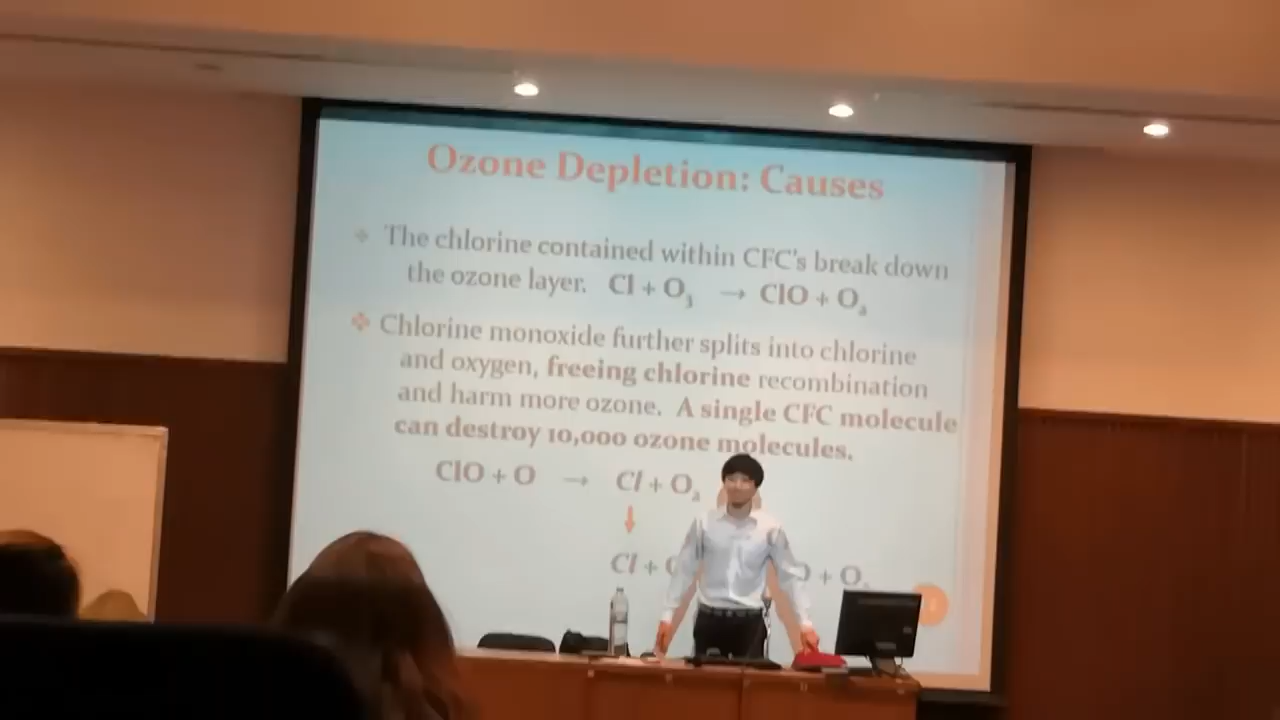 Ozone Depletion: Causes
The chlorine contained within CFC's break down
the ozone layer. Cl + O₃ → ClO + O₂
Chlorine monoxide further splits into chlorine
and oxygen, freeing chlorine recombination
and harm more ozone. A single CFC molecule
can destroy 10,000 ozone molecules.
ClO + O → Cl + O₂
Cl + O + O